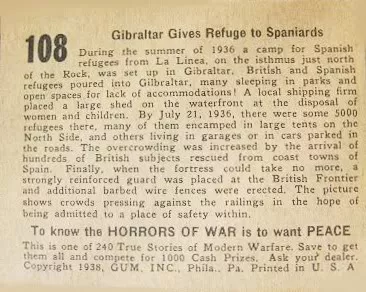 108
Gibraltar Gives Refuge to Spaniards
During the summer of 1936 a camp for Spanish
refugees from La Linea, on the isthmus just north
of the Rock, was set up in Gibraltar. British and Spanish
refugees poured into Gibraltar, many sleeping in parks and
open spaces for lack of accommodations! A local shipping firm
placed a large shed on the waterfront at the disposal of
women and children. By July 21, 1936, there were some 5000
refugees there, many of them encamped in large tents on the
North Side, and others living in garages or in cars parked in
the roads. The overcrowding was increased by the arrival of
hundreds of British subjects rescued from coast towns of
Spain. Finally, when the fortress could take no more, a
strongly reinforced guard was placed at the British Frontier
and additional barbed wire fences were erected. The picture
shows crowds pressing against the railings in the hope of
being admitted to a place of safety within.
To know the HORRORS OF WAR is to want PEACE
This is one of 240 True Stories of Modern Warfare. Save to get
them all and compete for 1000 Cash Prizes. Ask your dealer.
Copyright 1938, GUM, INC., Phila., Pa. Printed in U. S. A